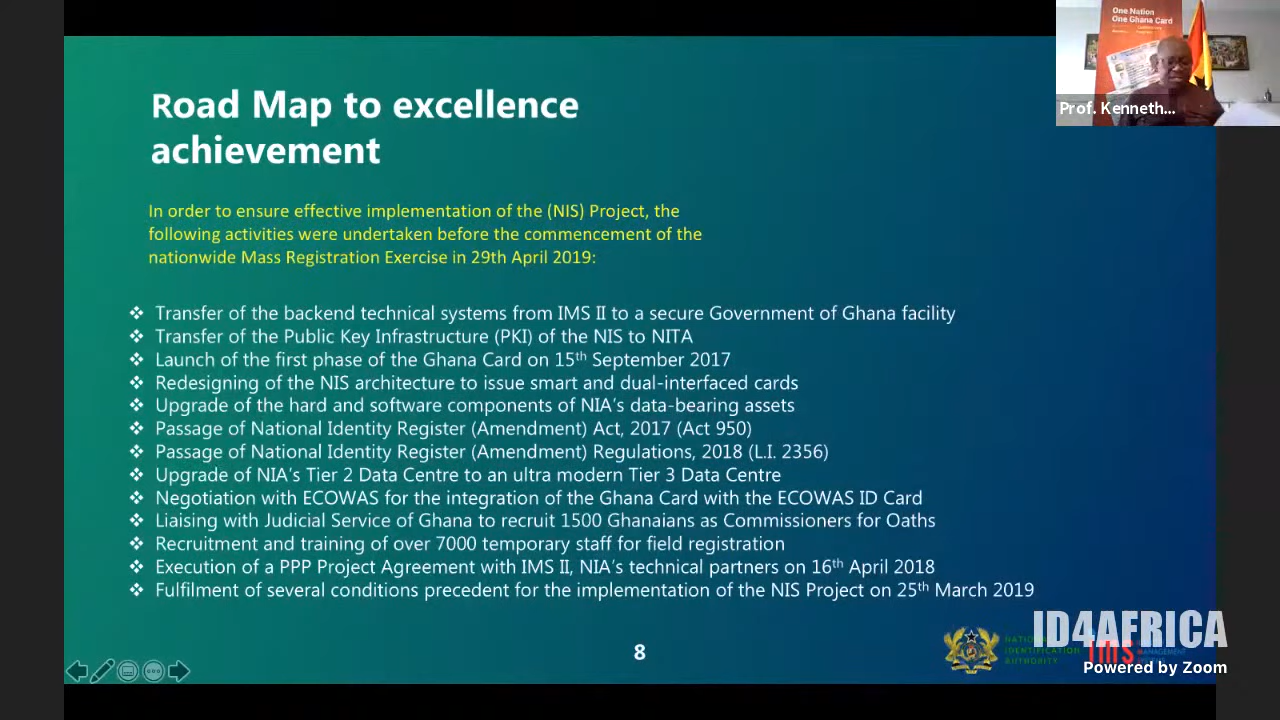 One Nation
One Ghana Card
Prof. Kenneth...
Road Map to excellence
achievement
In order to ensure effective implementation of the (NIS) Project, the
following activities were undertaken before the commencement of the
nationwide Mass Registration Exercise in 29th April 2019:
❖ Transfer of the backend technical systems from IMS II to a secure Government of Ghana facility
❖ Transfer of the Public Key Infrastructure (PKI) of the NIS to NITA
❖ Launch of the first phase of the Ghana Card on 15th September 2017
❖ Redesigning of the NIS architecture to issue smart and dual-interfaced cards
❖ Upgrade of the hard and software components of NIA’s data-bearing assets
❖ Passage of National Identity Register (Amendment) Act, 2017 (Act 950)
❖ Passage of National Identity Register (Amendment) Regulations, 2018 (L.I. 2356)
❖ Upgrade of NIA’s Tier 2 Data Centre to an ultra modern Tier 3 Data Centre
❖ Negotiation with ECOWAS for the integration of the Ghana Card with the ECOWAS ID Card
❖ Liaising with Judicial Service of Ghana to recruit 1500 Ghanaians as Commissioners for Oaths
❖ Recruitment and training of over 7000 temporary staff for field registration
❖ Execution of a PPP Project Agreement with IMS II, NIA’s technical partners on 16th April 2018
❖ Fulfilment of several conditions precedent for the implementation of the NIS Project on 25th March 2019
8
IDENTIFICATION
AUTHORITY
ims
ID4AFRICA
Powered by Zoom